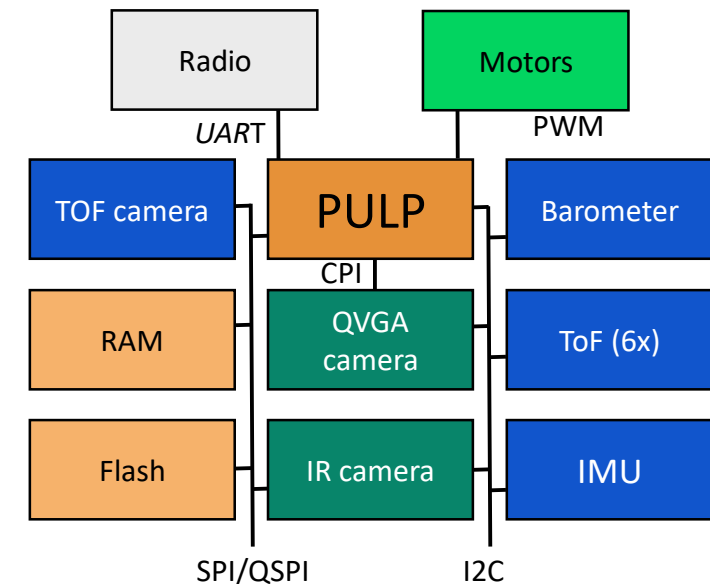 Radio
Motors
UART
PWM
TOF camera
PULP
Barometer
CPI
RAM
QVGA
camera
ToF (6x)
Flash
IR camera
IMU
SPI/QSPI
I2C